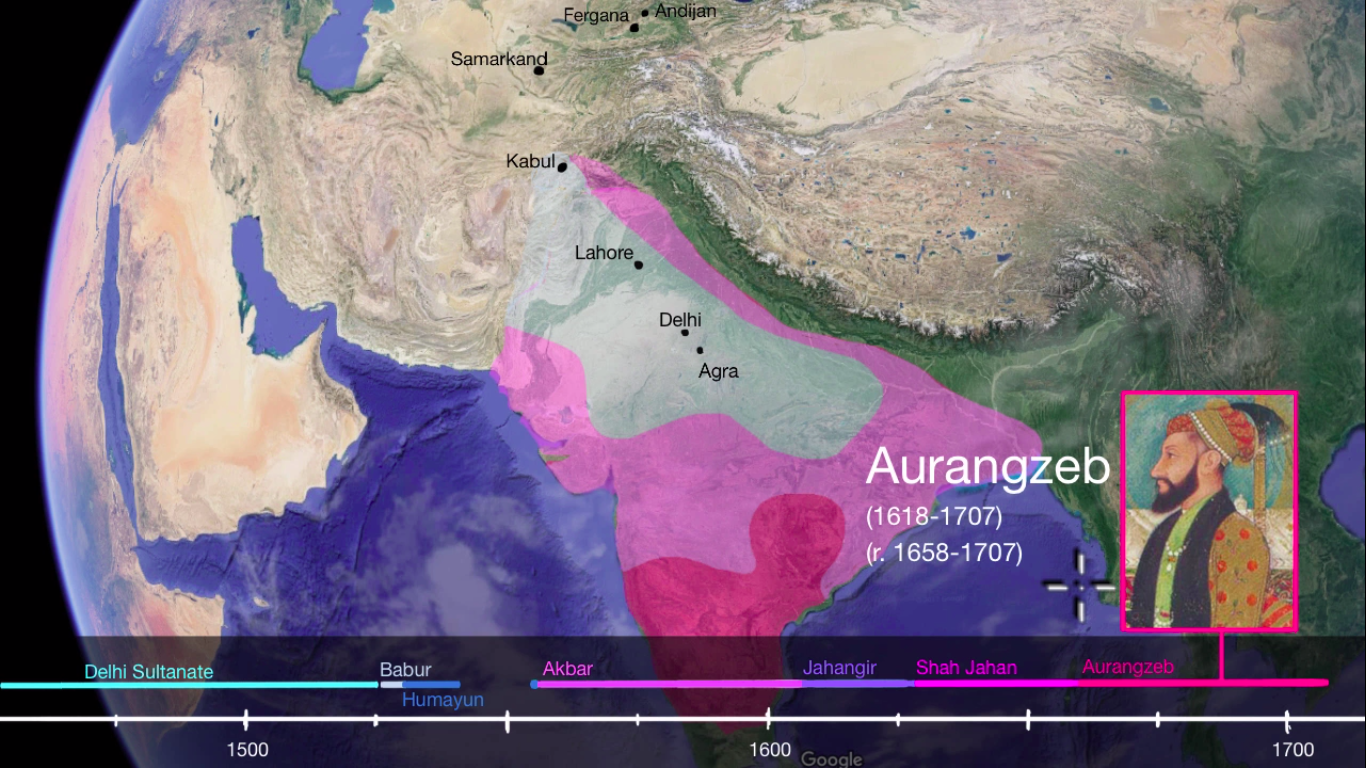 Fergana
Andijan
Samarkand
Kabul
Lahore
Delhi
Agra
Aurangzeb
(1618-1707)
(r. 1658-1707)
Delhi Sultanate
Babur
Humayun
Akbar
Jahangir
Shah Jahan
Aurangzeb
1500
1600
1700
Google